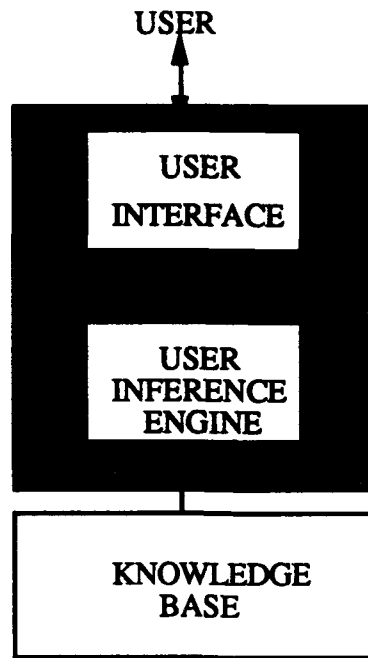 USER
USER
INTERFACE
USER
INFERENCE
ENGINE
KNOWLEDGE
BASE